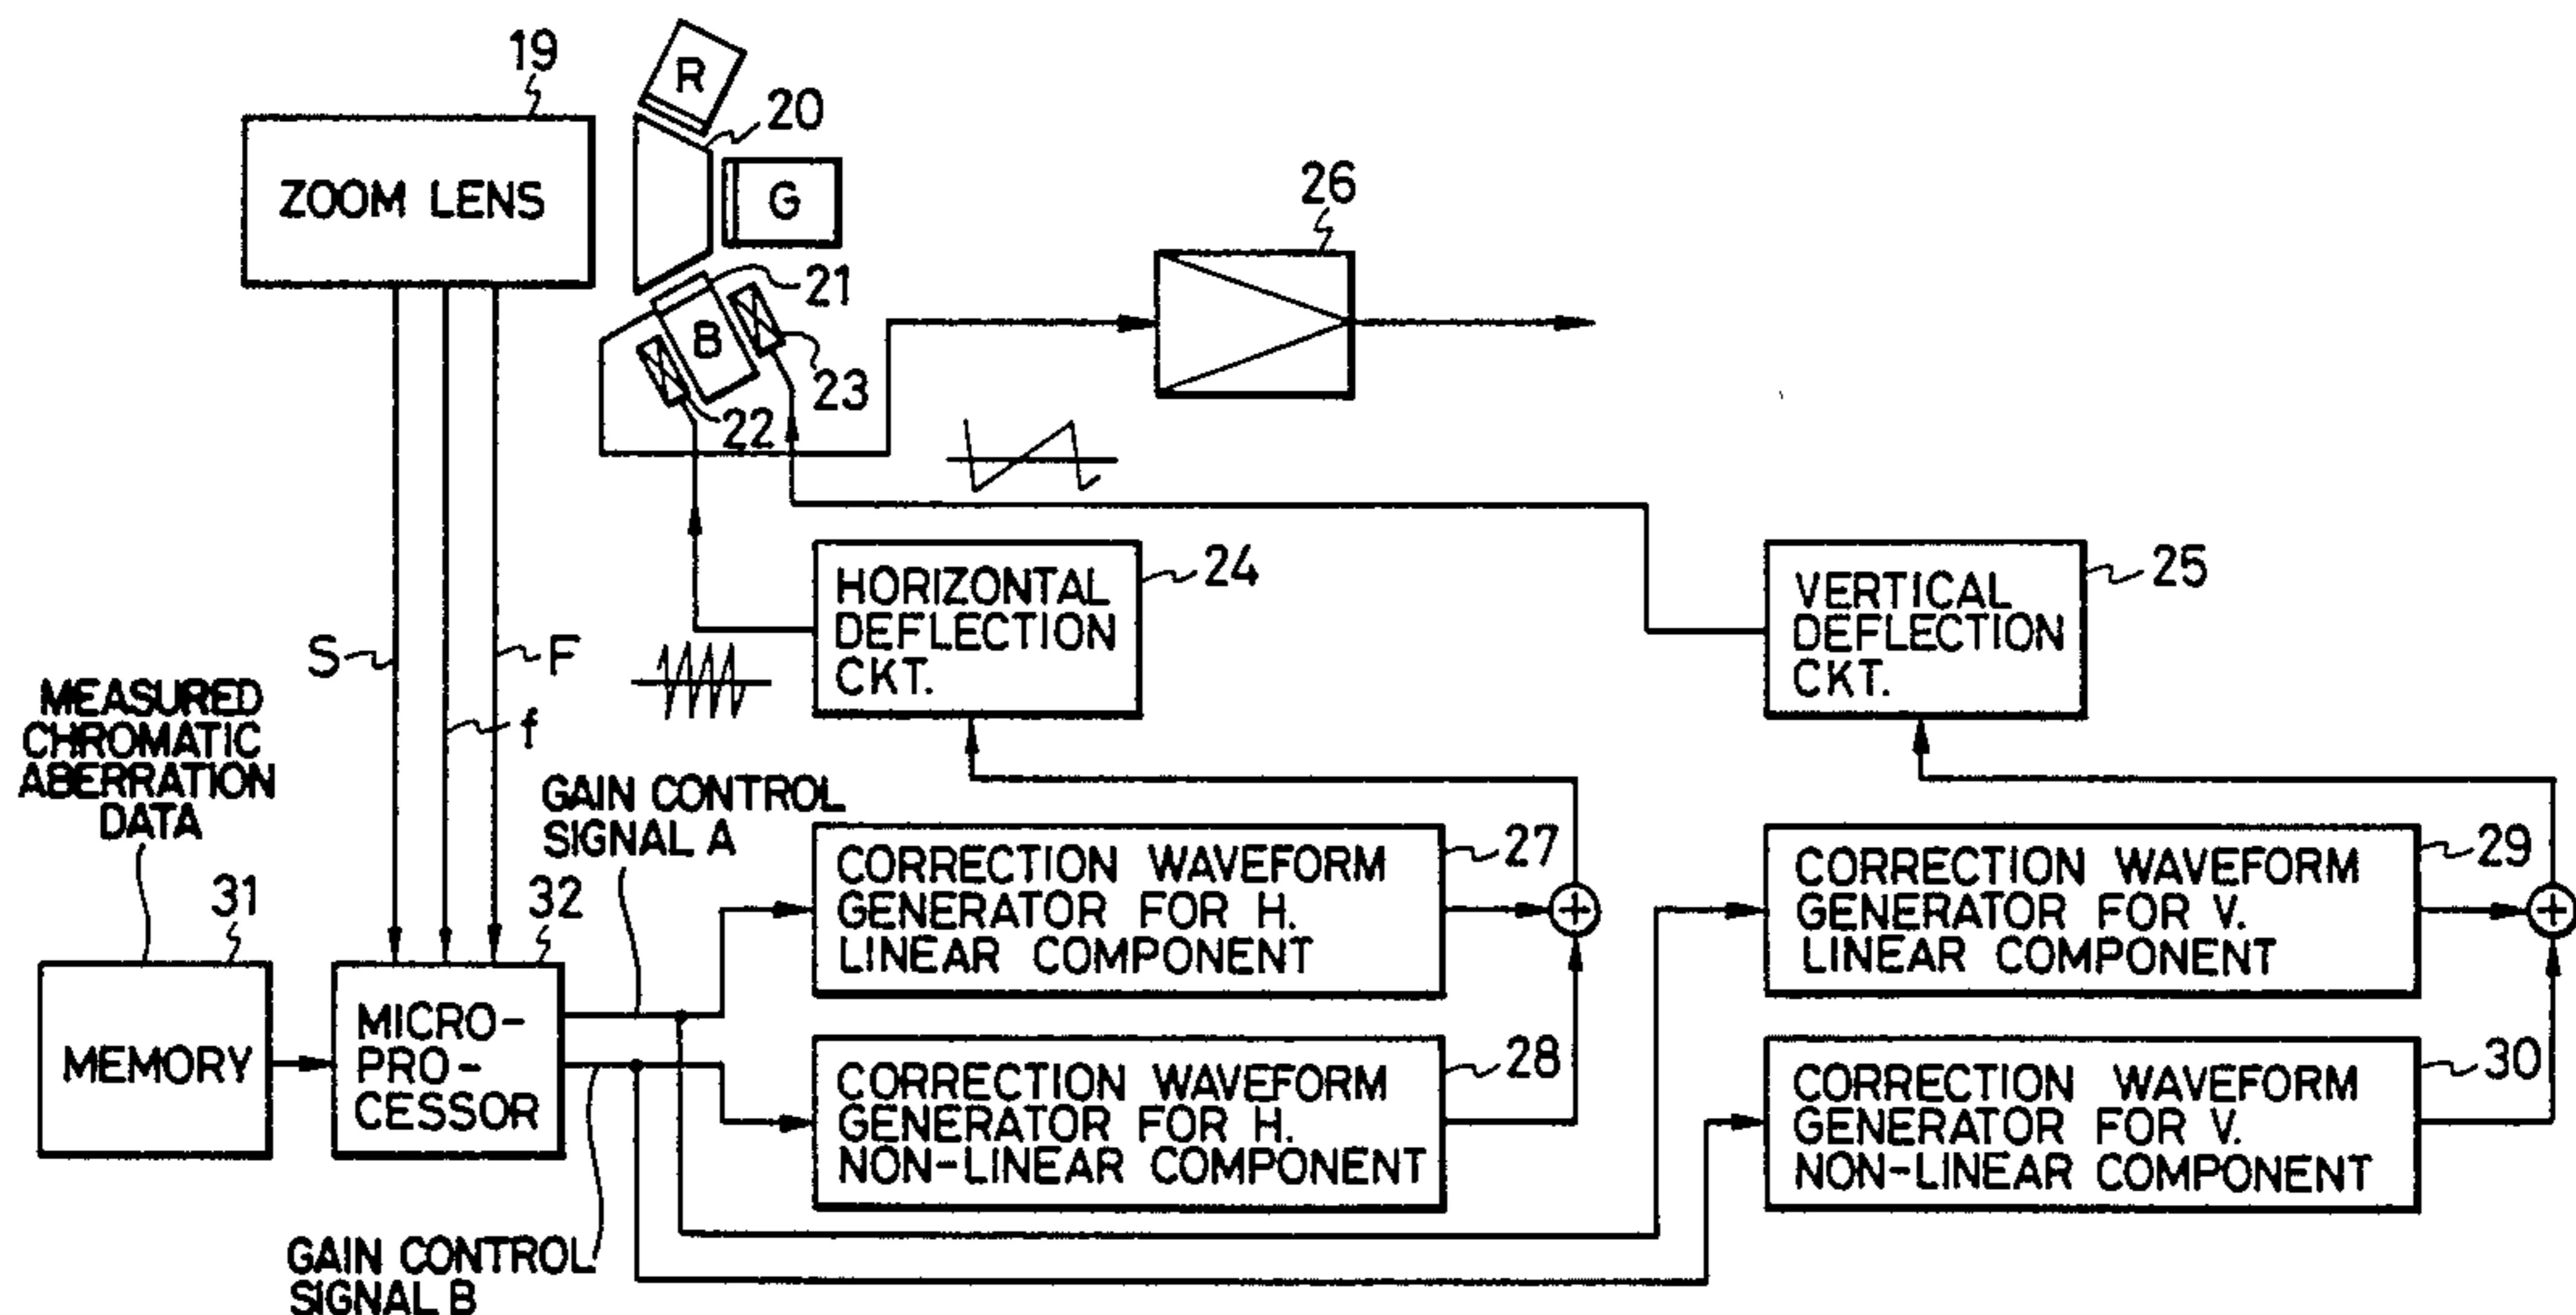 19
ZOOM LENS
R
20
G
21
B
22
23
26
S
f
F
HORIZONTAL
DEFLECTION
CKT.
24
VERTICAL
DEFLECTION
CKT.
25
MEASURED
CHROMATIC
ABERRATION
DATA
31
MEMORY
32
MICRO-
PRO-
CESSOR
GAIN CONTROL
SIGNAL A
GAIN CONTROL
SIGNAL B
CORRECTION WAVEFORM
GENERATOR FOR H.
LINEAR COMPONENT
27
+
CORRECTION WAVEFORM
GENERATOR FOR H.
NON-LINEAR COMPONENT
28
CORRECTION WAVEFORM
GENERATOR FOR V.
LINEAR COMPONENT
29
+
CORRECTION WAVEFORM
GENERATOR FOR V.
NON-LINEAR COMPONENT
30